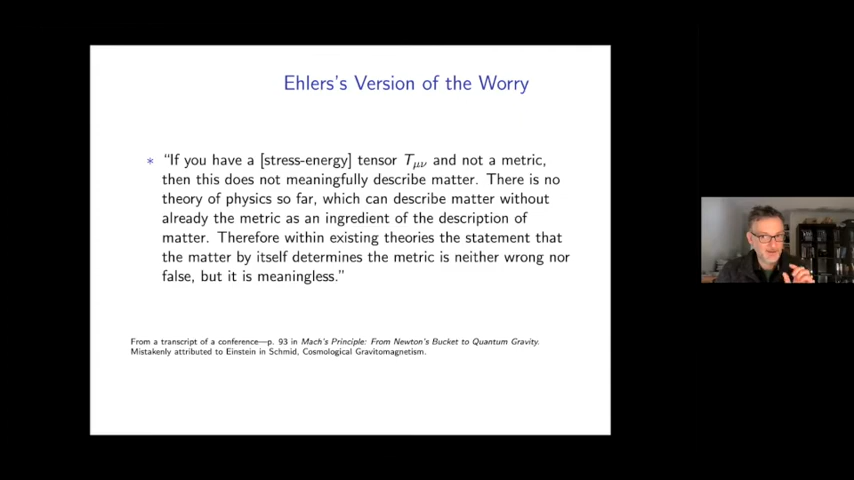 Ehlers's Version of the Worry
* “If you have a [stress-energy] tensor Tμν and not a metric,
then this does not meaningfully describe matter. There is no
theory of physics so far, which can describe matter without
already the metric as an ingredient of the description of
matter. Therefore within existing theories the statement that
the matter by itself determines the metric is neither wrong nor
false, but it is meaningless.”
From a transcript of a conference—p. 93 in Mach's Principle: From Newton's Bucket to Quantum Gravity.
Mistakenly attributed to Einstein in Schmid, Cosmological Gravitomagnetism.